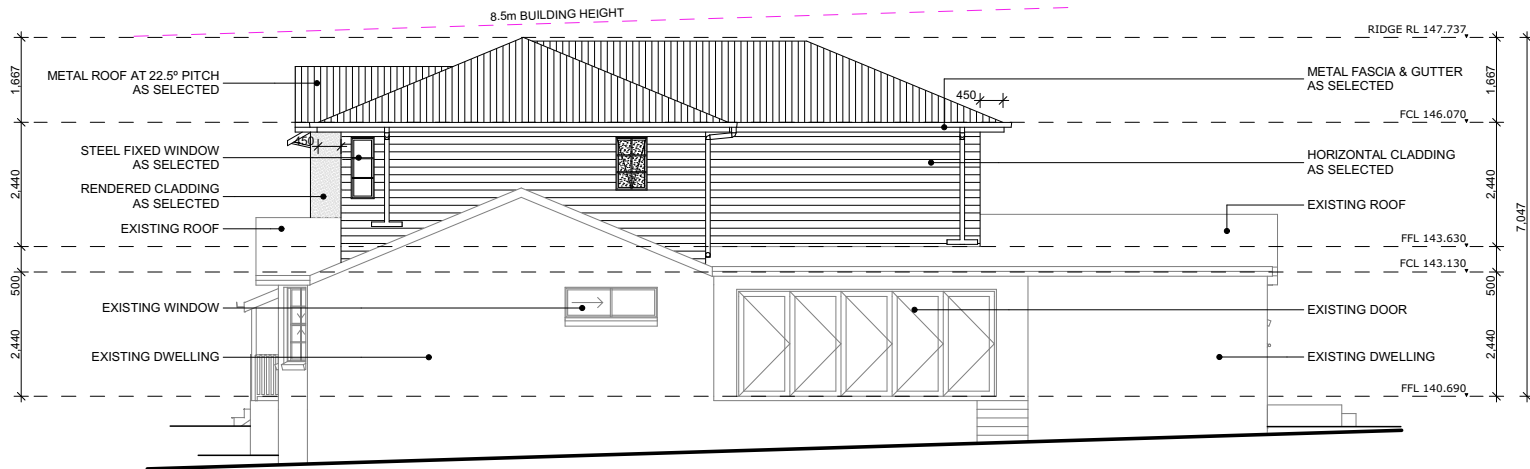 8.5m BUILDING HEIGHT
RIDGE RL 147.737
1,667
METAL ROOF AT 22.5º PITCH
AS SELECTED
METAL FASCIA & GUTTER
AS SELECTED
1,667
450
FCL 146.070
450
STEEL FIXED WINDOW
AS SELECTED
HORIZONTAL CLADDING
AS SELECTED
2,440
2,440
RENDERED CLADDING
AS SELECTED
EXISTING ROOF
EXISTING ROOF
7,047
FFL 143.630
FCL 143.130
500
500
EXISTING WINDOW
EXISTING DOOR
2,440
2,440
EXISTING DWELLING
EXISTING DWELLING
FFL 140.690